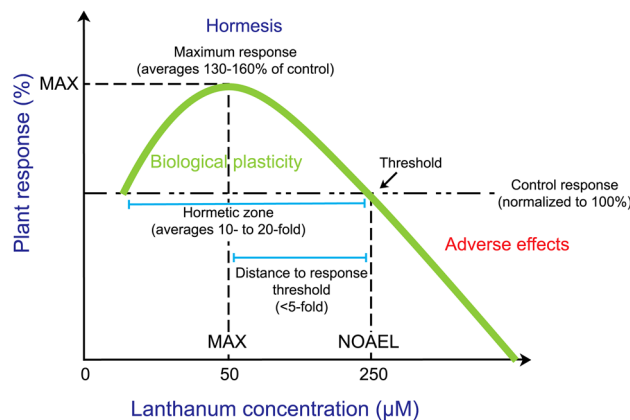 Hormesis
Maximum response
(averages 130-160% of control)
MAX
Plant response (%)
Biological plasticity
Threshold
Control response
(normalized to 100%)
Hormetic zone
(averages 10- to 20-fold)
Adverse effects
Distance to response
threshold
(<5-fold)
MAX
NOAEL
0
50
250
Lanthanum concentration (µM)